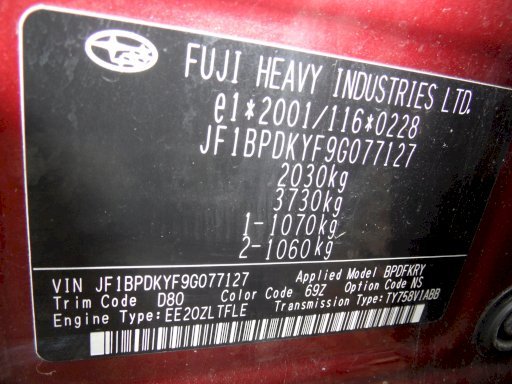 FUJI HEAVY INDUSTRIES LTD.
e1*2001/116*0228
JF1BPDKYF9G077127
2030kg
3730kg
1-1070kg
2-1060kg
VIN JF1BPDKYF9G077127 Applied Model BPDFKRY
Trim Code D80 Color Code 69Z Option Code NS
Engine Type:EE20ZLTFLE Transmission Type:TY758V1ABB